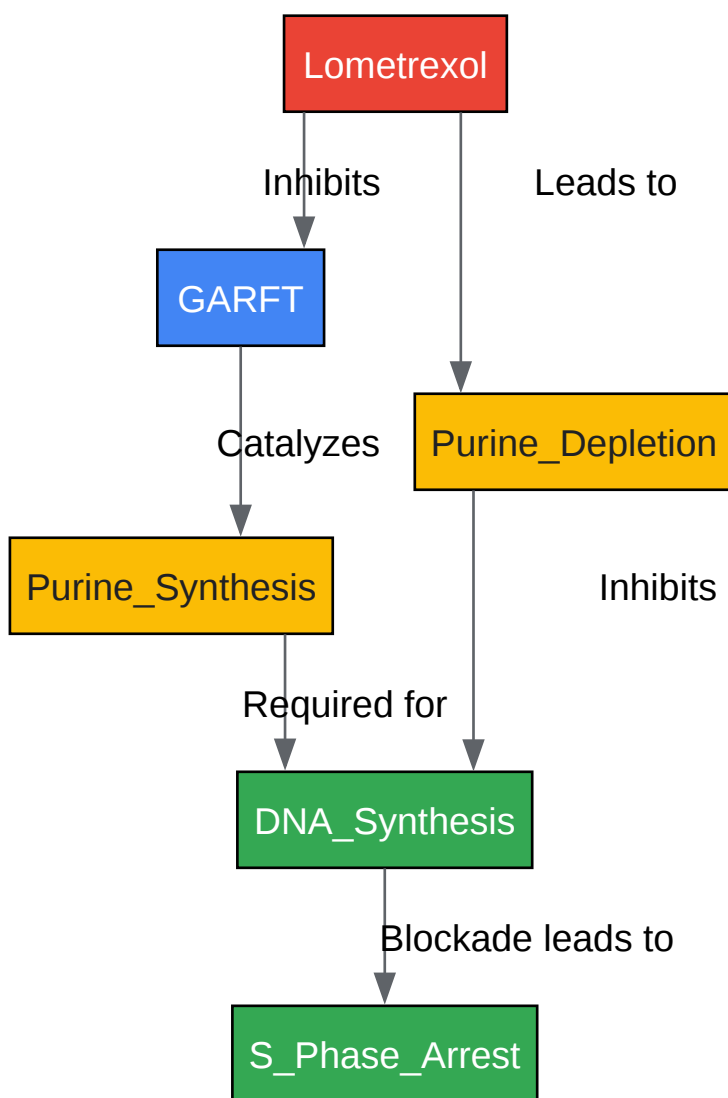 Lometrexol
Inhibits
Leads to
GARFT
Catalyzes
Purine_Depletion
Purine_Synthesis
Inhibits
Required for
DNA_Synthesis
Blockade leads to
S_Phase_Arrest